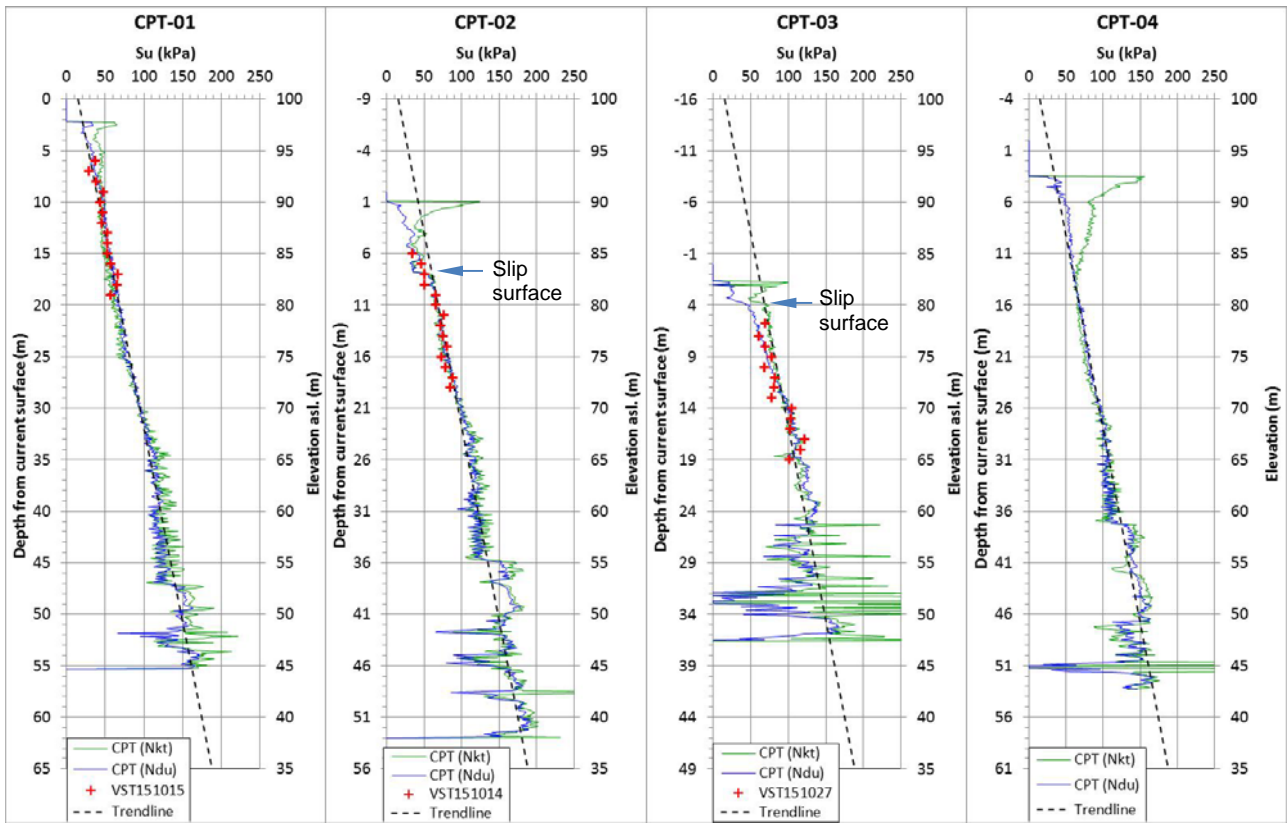 CPT-01
Su (kPa)
0 50 100 150 200 250
0 5 10 15 20 25 30 35 40 45 50 55 60 65
Depth from current surface (m)
100 95 90 85 80 75 70 65 60 55 50 45 40 35
Elevation asl. (m)
CPT (Nkt)
CPT (Ndu)
VST151015
Trendline
CPT-02
Su (kPa)
0 50 100 150 200 250
-9 -4 1 6 11 16 21 26 31 36 41 46 51 56
Depth from current surface (m)
100 95 90 85 80 75 70 65 60 55 50 45 40 35
Elevation asl. (m)
Slip
surface
CPT (Nkt)
CPT (Ndu)
VST151014
Trendline
CPT-03
Su (kPa)
0 50 100 150 200 250
-16 -11 -6 -1 4 9 14 19 24 29 34 39 44 49
Depth from current surface (m)
100 95 90 85 80 75 70 65 60 55 50 45 40 35
Elevation asl. (m)
Slip
surface
CPT (Nkt)
CPT (Ndu)
VST151027
Trendline
CPT-04
Su (kPa)
0 50 100 150 200 250
-4 1 6 11 16 21 26 31 36 41 46 51 56 61
Depth from current surface (m)
100 95 90 85 80 75 70 65 60 55 50 45 40 35
Elevation (m)
CPT (Nkt)
CPT (Ndu)
Trendline